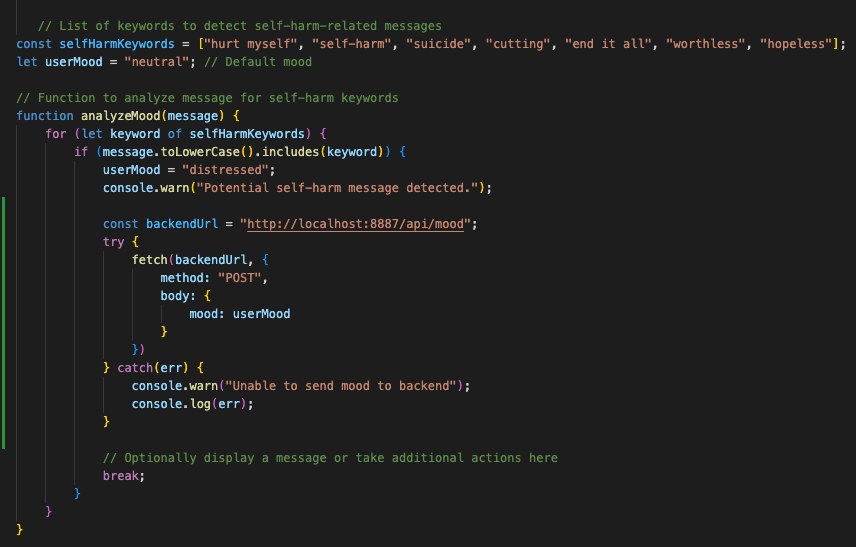 // List of keywords to detect self-harm-related messages
const selfHarmKeywords = ["hurt myself", "self-harm", "suicide", "cutting", "end it all", "worthless", "hopeless"];
let userMood = "neutral"; // Default mood

// Function to analyze message for self-harm keywords
function analyzeMood(message) {
    for (let keyword of selfHarmKeywords) {
        if (message.toLowerCase().includes(keyword)) {
            userMood = "distressed";
            console.warn("Potential self-harm message detected.");

            const backendUrl = "http://localhost:8887/api/mood";
            try {
                fetch(backendUrl, {
                    method: "POST",
                    body: {
                        mood: userMood
                    }
                })
            } catch(err) {
                console.warn("Unable to send mood to backend");
                console.log(err);
            }

            // Optionally display a message or take additional actions here
            break;
        }
    }
}